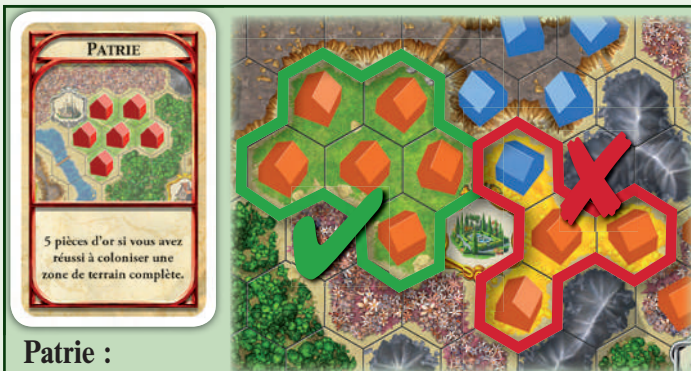 PATRIE
5 pièces d'or si vous avez
réussi à coloniser une
zone de terrain complète.
Patrie :